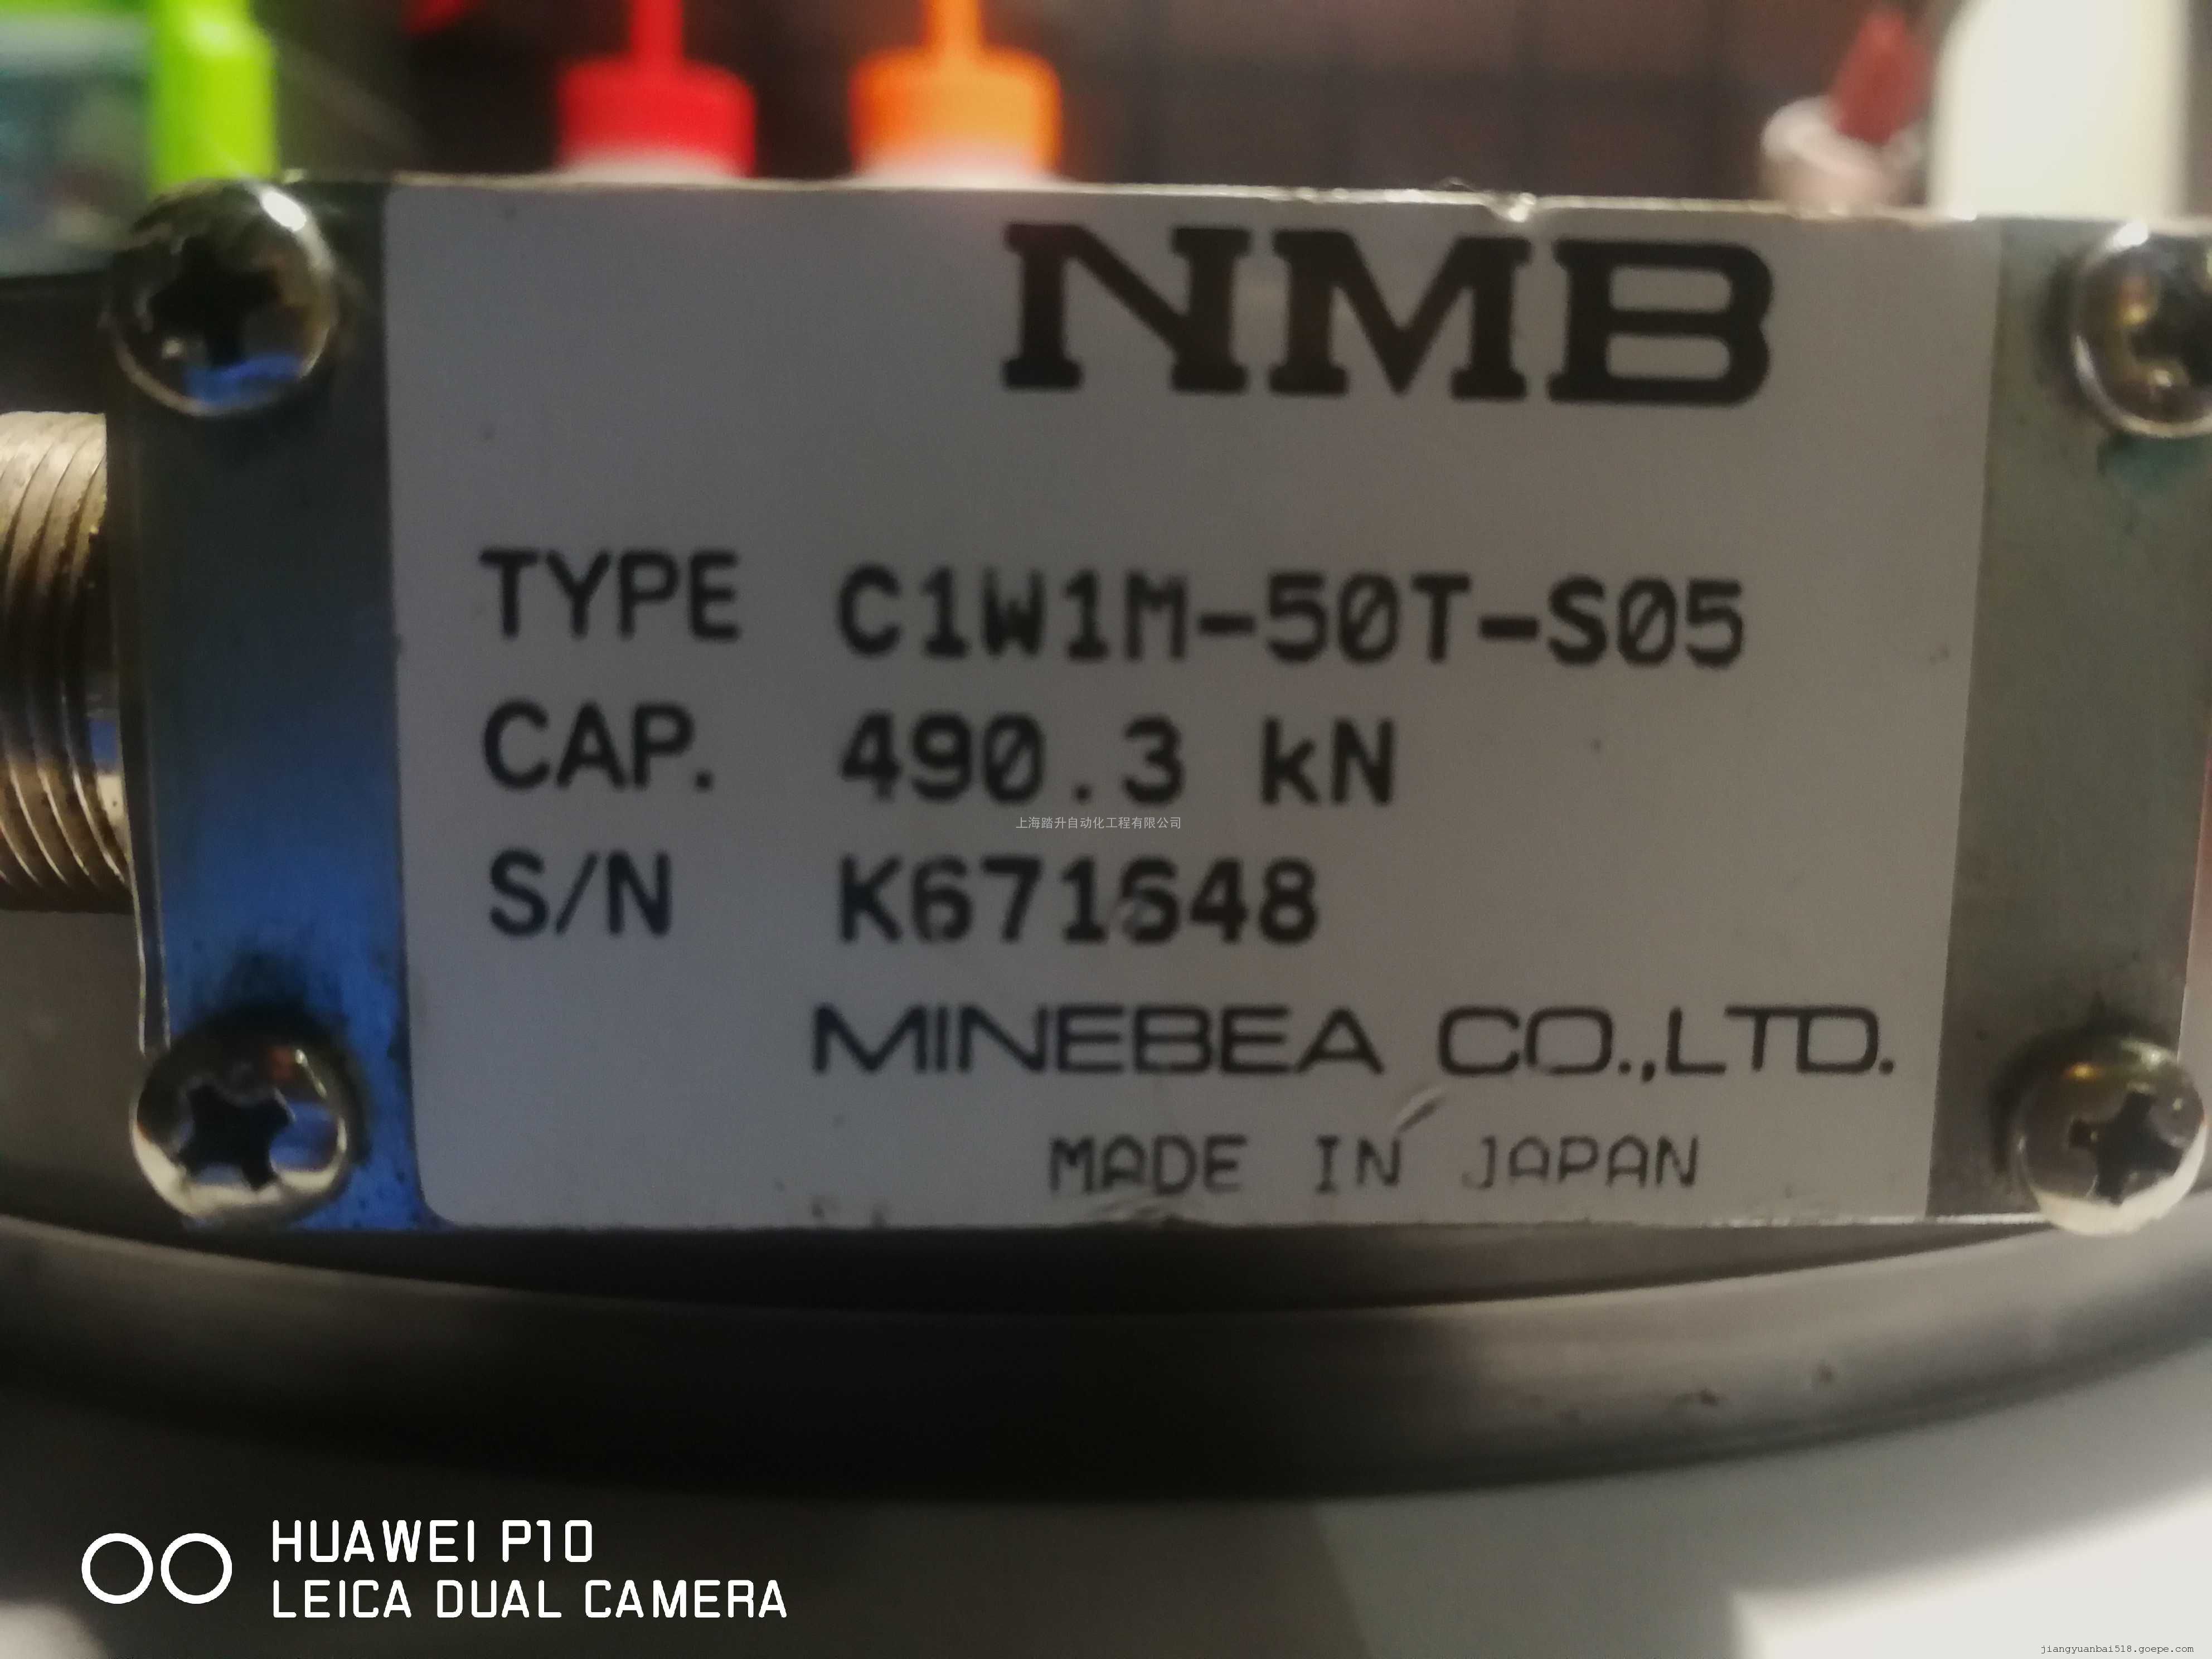 NMB
TYPE C1W1M-50T-S05
CAP. 490.3 kN
上海踏升自动化工程有限公司
S/N K671648
MINEBEA CO.,LTD.
MADE IN JAPAN
HUAWEI P10
LEICA DUAL CAMERA
jiangyuanbai518.goepe.com